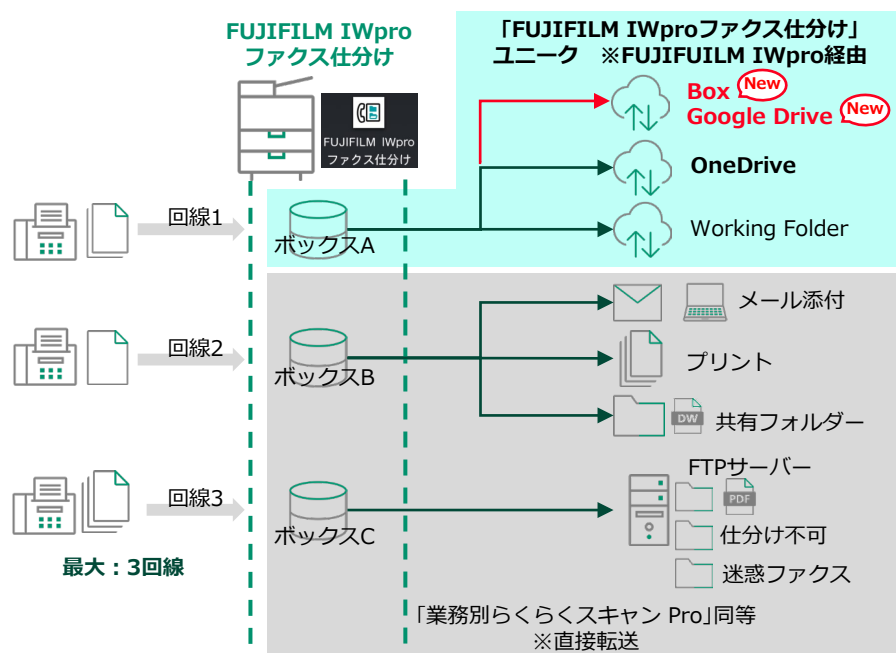 FUJIFILM IWpro
ファクス仕分け
「FUJIFILM IWproファクス仕分け」
ユニーク　※FUJIFUILM IWpro経由
FUJIFILM IWpro
ファクス仕分け
Box New
Google Drive New
OneDrive
Working Folder
回線1
ボックスA
メール添付
回線2
ボックスB
プリント
DW
共有フォルダー
FTPサーバー
回線3
ボックスC
PDF
仕分け不可
迷惑ファクス
最大：3回線
「業務別らくらくスキャン Pro」同等
※直接転送